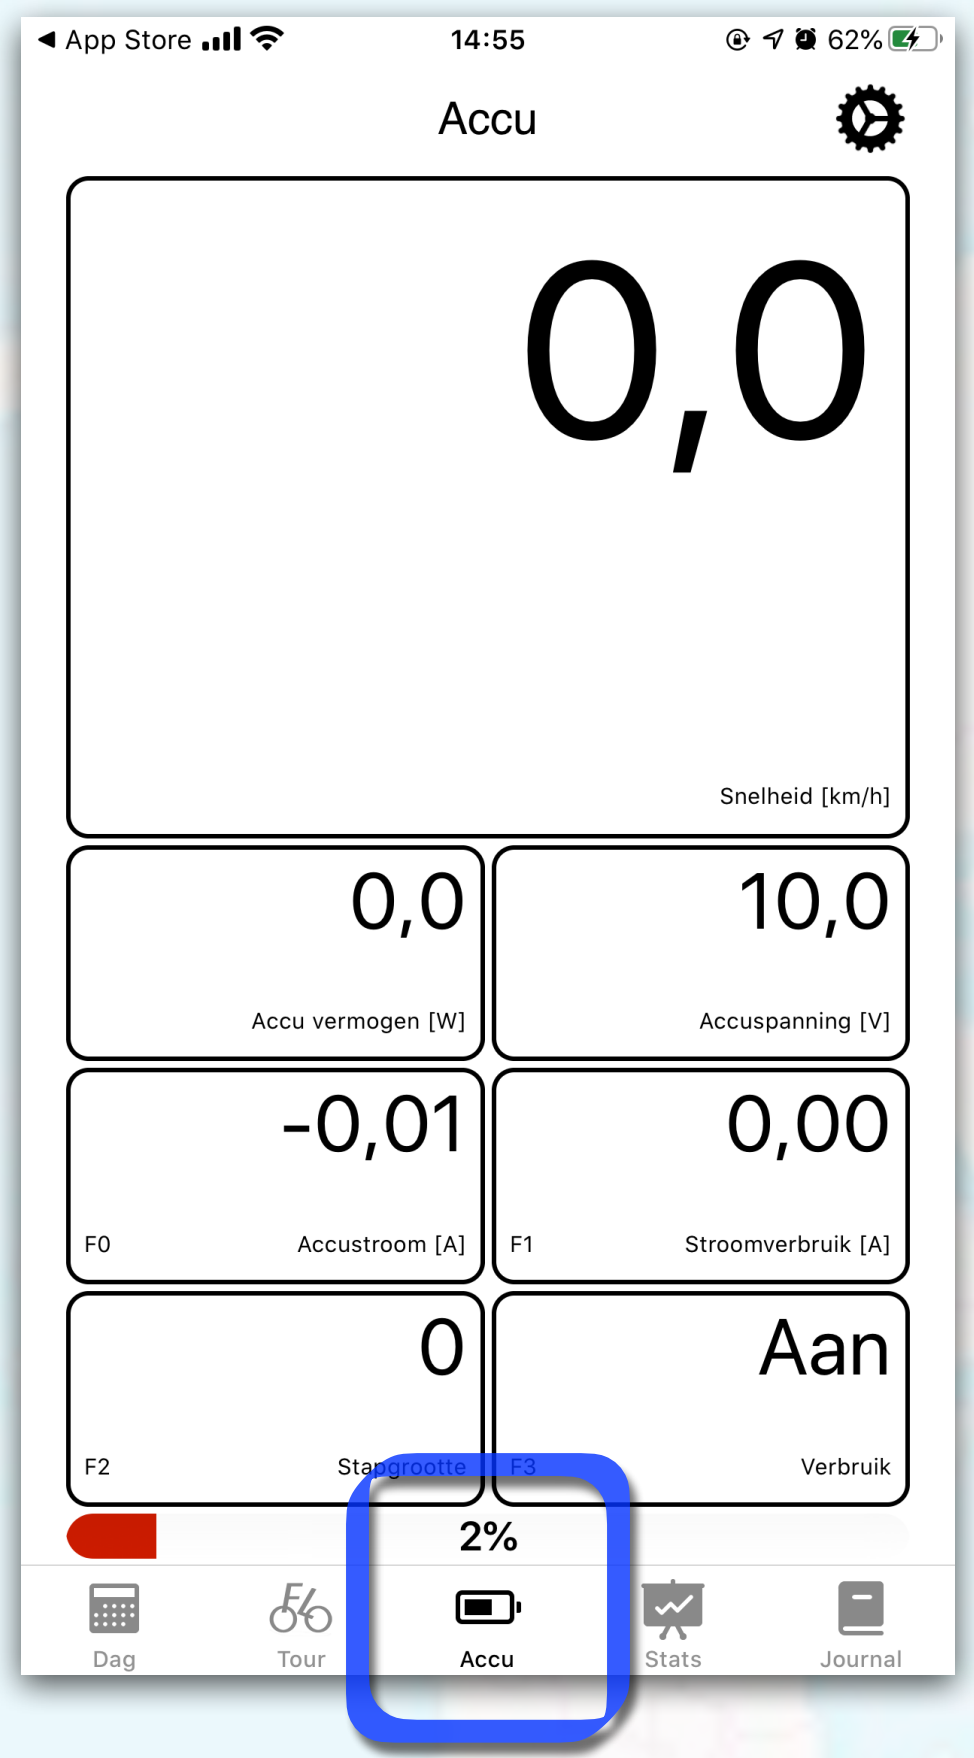 App Store 14:55 62%
Accu
0,0
Snelheid [km/h]
0,0 10,0
Accu vermogen [W] Accuspanning [V]
-0,01 0,00
F0 Accustroom [A] F1 Stroomverbruik [A]
0 Aan
F2 Stapgrootte F3 Verbruik
2%
Dag Tour Accu Stats Journal